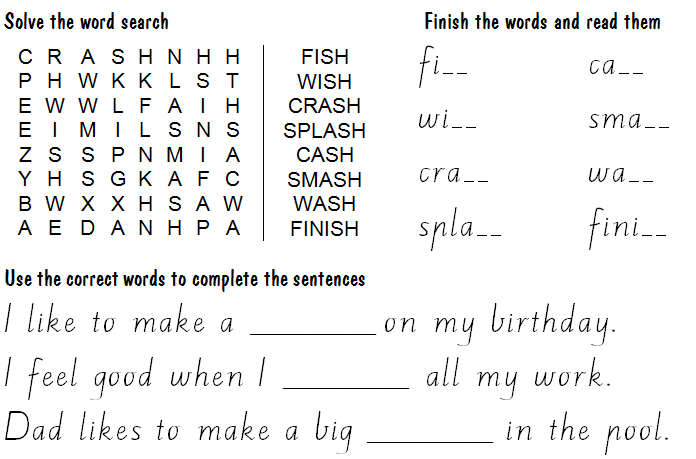 Solve the word search
Finish the words and read them
C R A S H N H H
P H W K K L S T
E W W L F A I H
E I M I L S N S
Z S S P N M I A
Y H S G K A F C
B W X X H S A W
A E D A N H P A
FISH
WISH
CRASH
SPLASH
CASH
SMASH
WASH
FINISH
fi__ ca__
wi__ sma__
cra__ wa__
spla__ fini__
Use the correct words to complete the sentences
I like to make a ________ on my birthday.
I feel good when I ________ all my work.
Dad likes to make a big ________ in the pool.